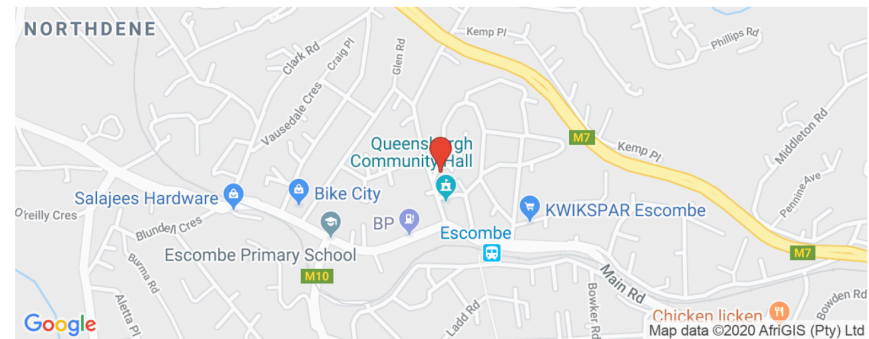 NORTHDENE
Kemp Pl
Phillips Rd
Clark Rd
Craig Pl
Glen Rd
Vausedale Cres
Middleton Rd
M7
Kemp Pl
Queensburgh
Community Hall
Pennine Ave
Salajees Hardware
Bike City
O'reilly Cres
Blundell Cres
BP
KWIKSPAR Escombe
Escombe
Escombe Primary School
M7
M10
Burma Rd
Aletta Pl
Main Rd
Bowker Rd
Ladd Rd
Bowden Rd
Chicken licken
Google
Map data ©2020 AfriGIS (Pty) Ltd